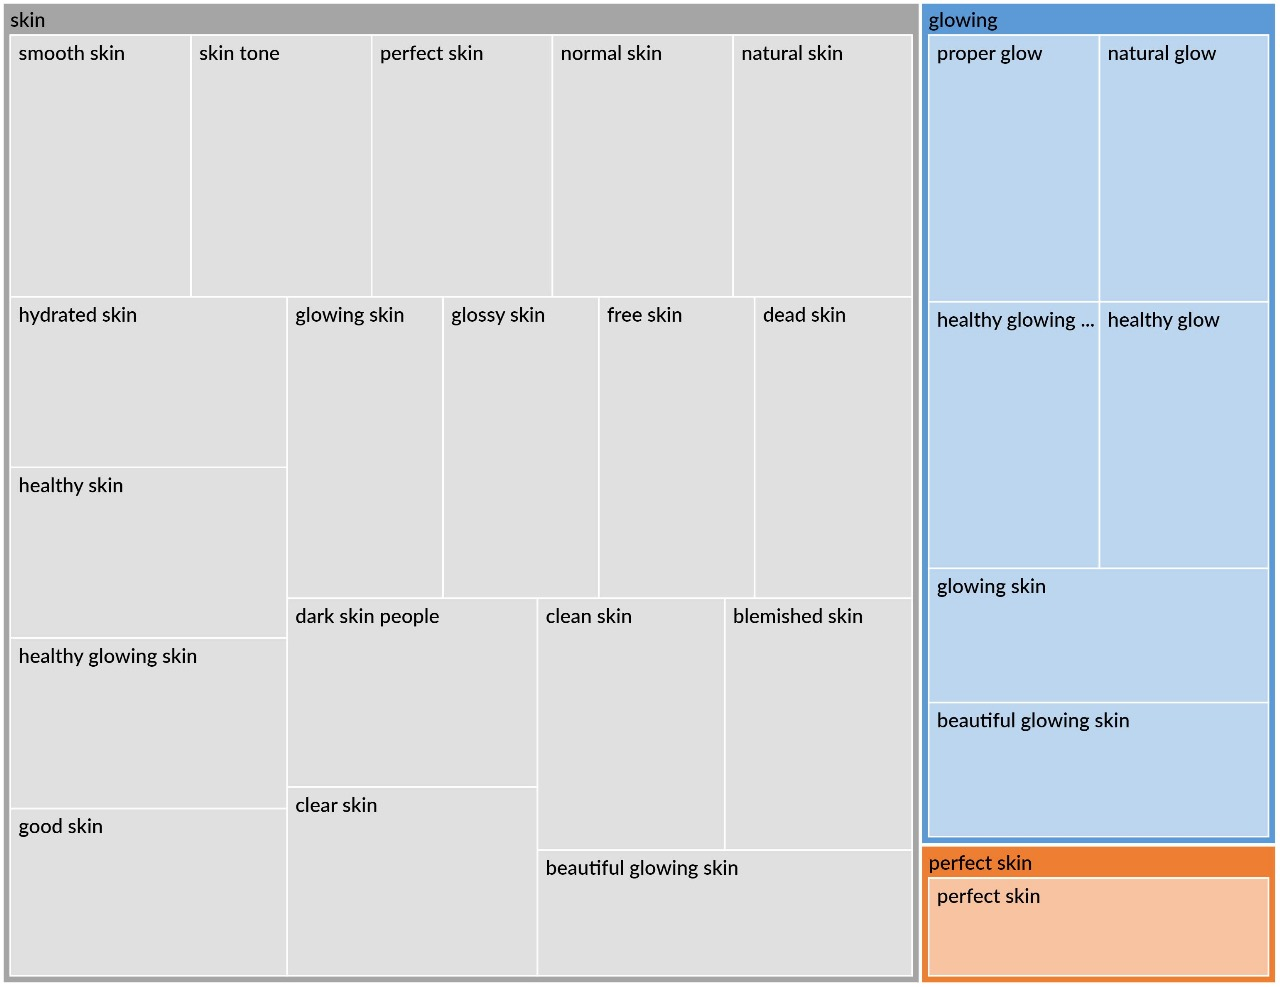 skin
smooth skin
skin tone
perfect skin
normal skin
natural skin
hydrated skin
glowing skin
glossy skin
free skin
dead skin
healthy skin
dark skin people
clean skin
blemished skin
healthy glowing skin
clear skin
good skin
beautiful glowing skin
glowing
proper glow
natural glow
healthy glowing ...
healthy glow
glowing skin
beautiful glowing skin
perfect skin
perfect skin